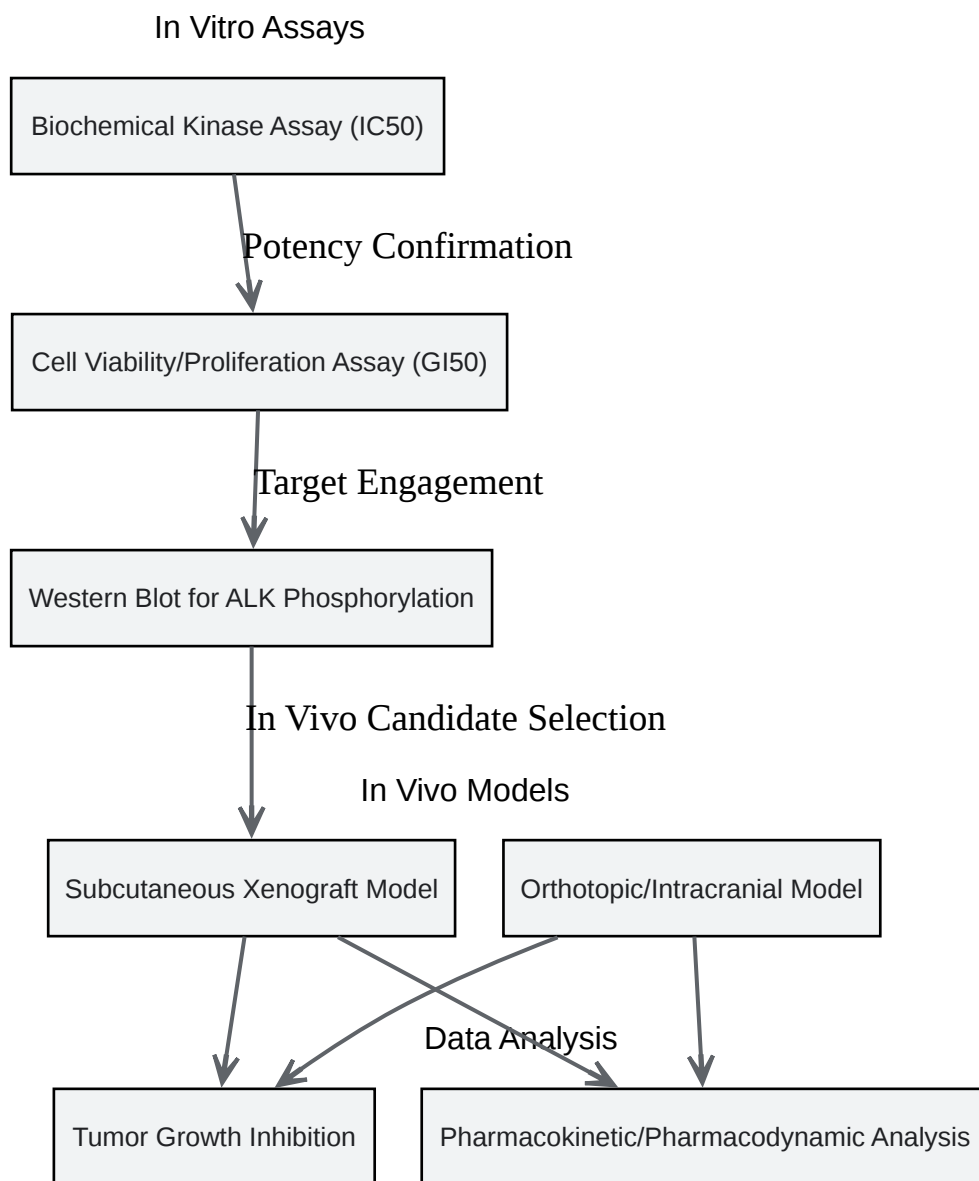 In Vitro Assays
Biochemical Kinase Assay (IC50)
Potency Confirmation
Cell Viability/Proliferation Assay (GI50)
Target Engagement
Western Blot for ALK Phosphorylation
In Vivo Candidate Selection
In Vivo Models
Subcutaneous Xenograft Model
Orthotopic/Intracranial Model
Data Analysis
Tumor Growth Inhibition
Pharmacokinetic/Pharmacodynamic Analysis